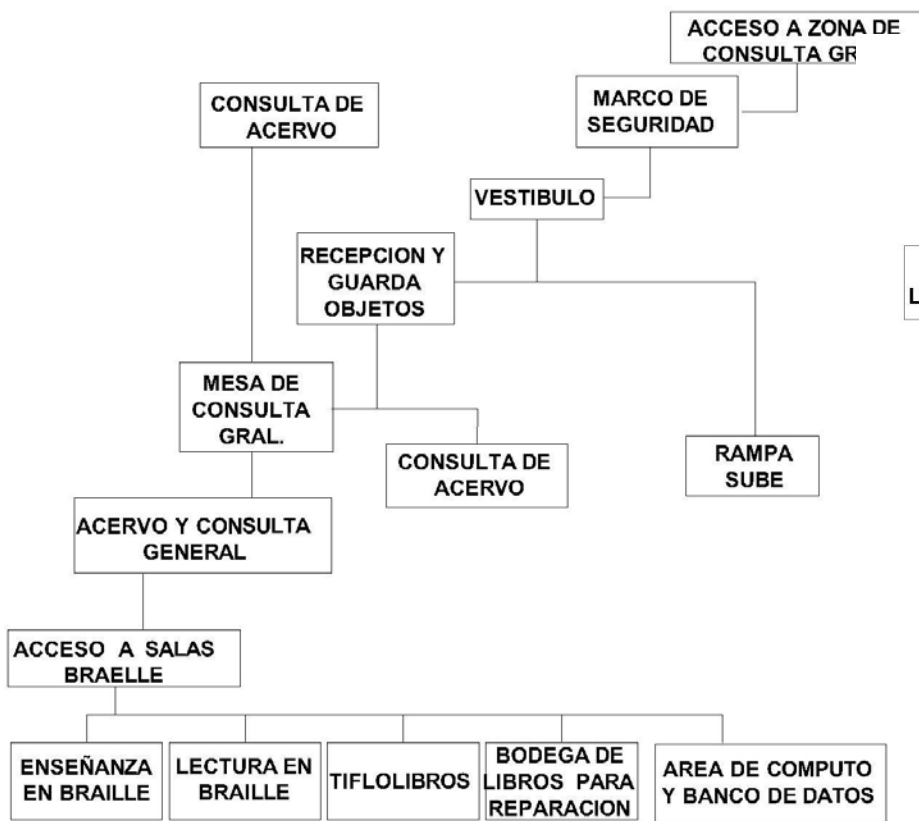 ACCESO A ZONA DE
CONSULTA GR
CONSULTA DE
ACERVO
MARCO DE
SEGURIDAD
VESTIBULO
RECEPCION Y
GUARDA
OBJETOS
L
MESA DE
CONSULTA
GRAL.
CONSULTA DE
ACERVO
RAMPA
SUBE
ACERVO Y CONSULTA
GENERAL
ACCESO A SALAS
BRAELLE
ENSEÑANZA
EN BRAILLE
LECTURA EN
BRAILLE
TIFLOLIBROS
BODEGA DE
LIBROS PARA
REPARACION
AREA DE COMPUTO
Y BANCO DE DATOS